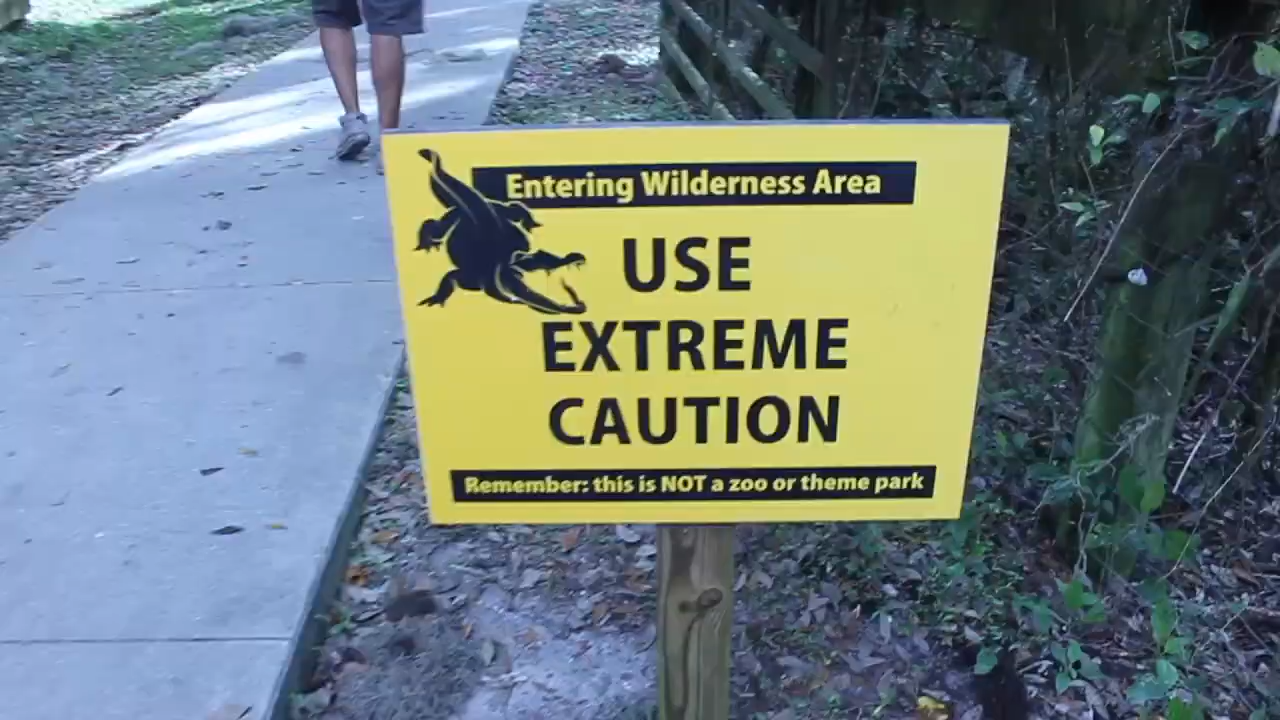 Entering Wilderness Area
USE
EXTREME
CAUTION
Remember: this is NOT a zoo or theme park